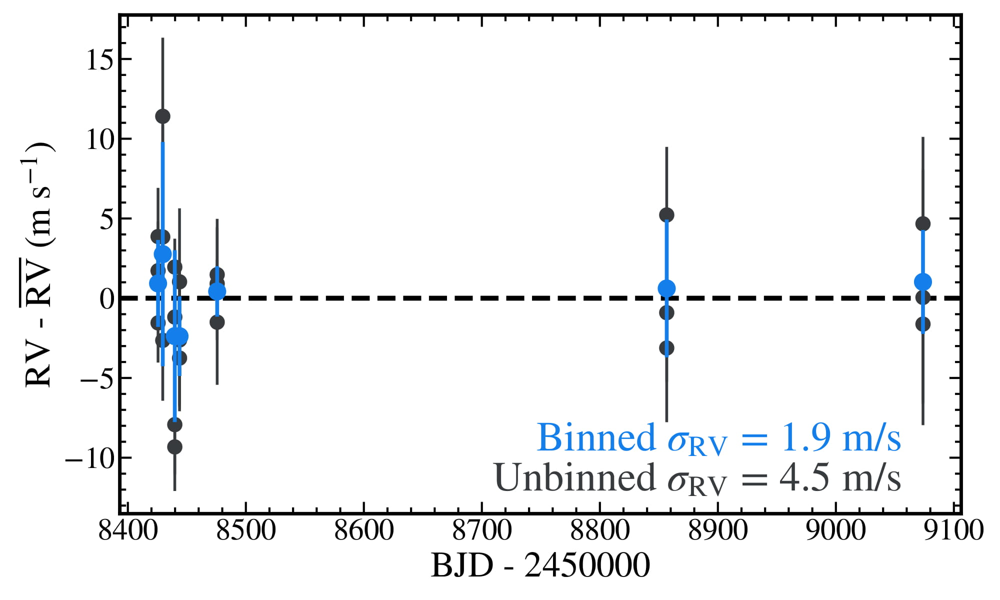 15
10
5
0
−5
−10
RV - R̅V̅ (m s⁻¹)
Binned σRV = 1.9 m/s
Unbinned σRV = 4.5 m/s
8400 8500 8600 8700 8800 8900 9000 9100
BJD - 2450000